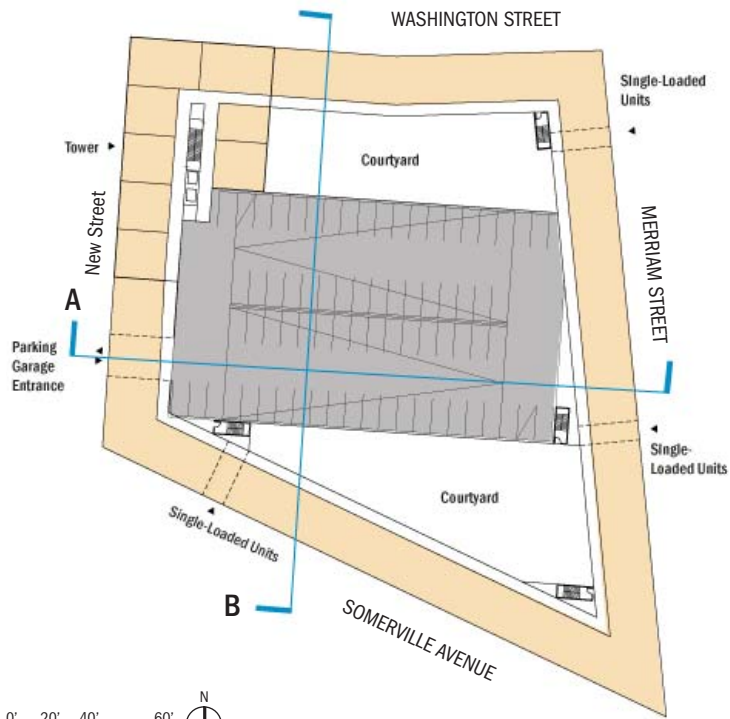 WASHINGTON STREET
SIngle-Loaded
Units
Tower
Courtyard
New Street
MERRIAM STREET
A
Parking
Garage
Entrance
SIngle-
Loaded Units
Courtyard
Single-Loaded Units
B
SOMERVILLE AVENUE
N
0' 20' 40' 60'